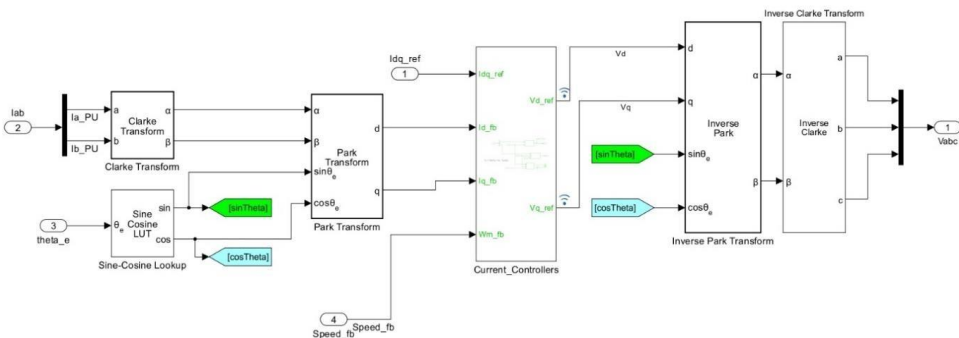 Inverse Clarke Transform
Idq_ref
1
Vd
Idq_ref
d
a
Iab
2
Ia_PU
Ib_PU
a
b
Clarke
Transform
α
β
Clarke Transform
α
β
sinθe
cosθe
Park
Transform
d
q
Park Transform
Vd_ref
Id_fb
Iq_fb
Vq_ref
Wm_fb
Current_Controllers
Vq
q
Inverse
Park
sinθe
cosθe
α
β
Inverse Park Transform
[sinTheta]
[cosTheta]
α
β
Inverse
Clarke
b
c
1
Vabc
3
theta_e
θe
Sine
Cosine
LUT
sin
cos
Sine-Cosine Lookup
[sinTheta]
[cosTheta]
4
Speed_fb
Speed_fb